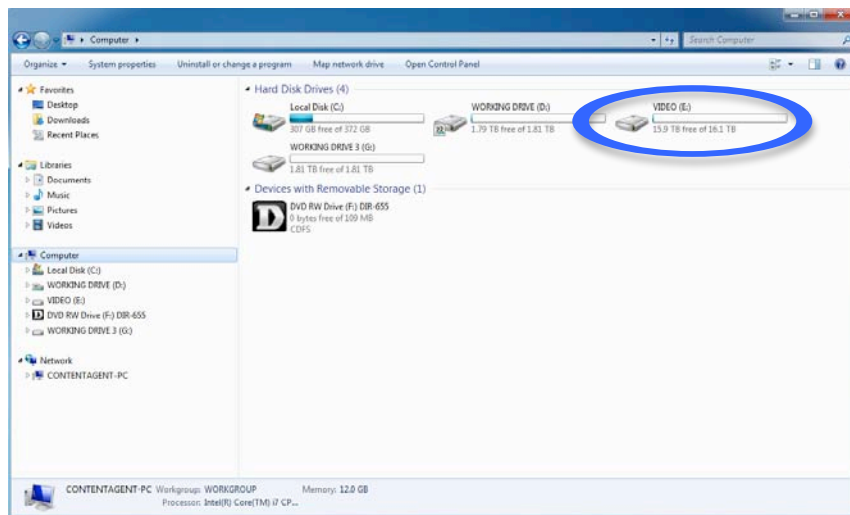 Computer
Search Computer
Organize
System properties
Uninstall or change a program
Map network drive
Open Control Panel
Favorites
Desktop
Downloads
Recent Places
Libraries
Documents
Music
Pictures
Videos
Computer
Local Disk (C:)
WORKING DRIVE (D:)
VIDEO (E:)
DVD RW Drive (F:) DIR-655
WORKING DRIVE 3 (G:)
Network
CONTENTAGENT-PC
Hard Disk Drives (4)
Local Disk (C:)
307 GB free of 372 GB
WORKING DRIVE (D:)
1.79 TB free of 1.81 TB
VIDEO (E:)
15.9 TB free of 16.1 TB
WORKING DRIVE 3 (G:)
1.81 TB free of 1.81 TB
Devices with Removable Storage (1)
DVD RW Drive (F:) DIR-655
0 bytes free of 109 MB
CDFS
CONTENTAGENT-PC Workgroup: WORKGROUP Memory: 12.0 GB
Processor: Intel(R) Core(TM) i7 CP...